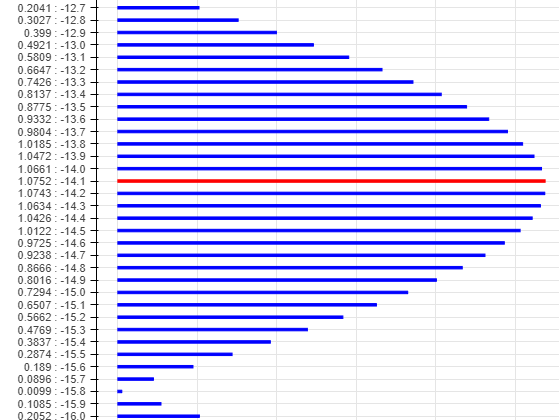 0.2041 : -12.7
0.3027 : -12.8
0.399 : -12.9
0.4921 : -13.0
0.5809 : -13.1
0.6647 : -13.2
0.7426 : -13.3
0.8137 : -13.4
0.8775 : -13.5
0.9332 : -13.6
0.9804 : -13.7
1.0185 : -13.8
1.0472 : -13.9
1.0661 : -14.0
1.0752 : -14.1
1.0743 : -14.2
1.0634 : -14.3
1.0426 : -14.4
1.0122 : -14.5
0.9725 : -14.6
0.9238 : -14.7
0.8666 : -14.8
0.8016 : -14.9
0.7294 : -15.0
0.6507 : -15.1
0.5662 : -15.2
0.4769 : -15.3
0.3837 : -15.4
0.2874 : -15.5
0.189 : -15.6
0.0896 : -15.7
0.0099 : -15.8
0.1085 : -15.9
0.2052 : -16.0